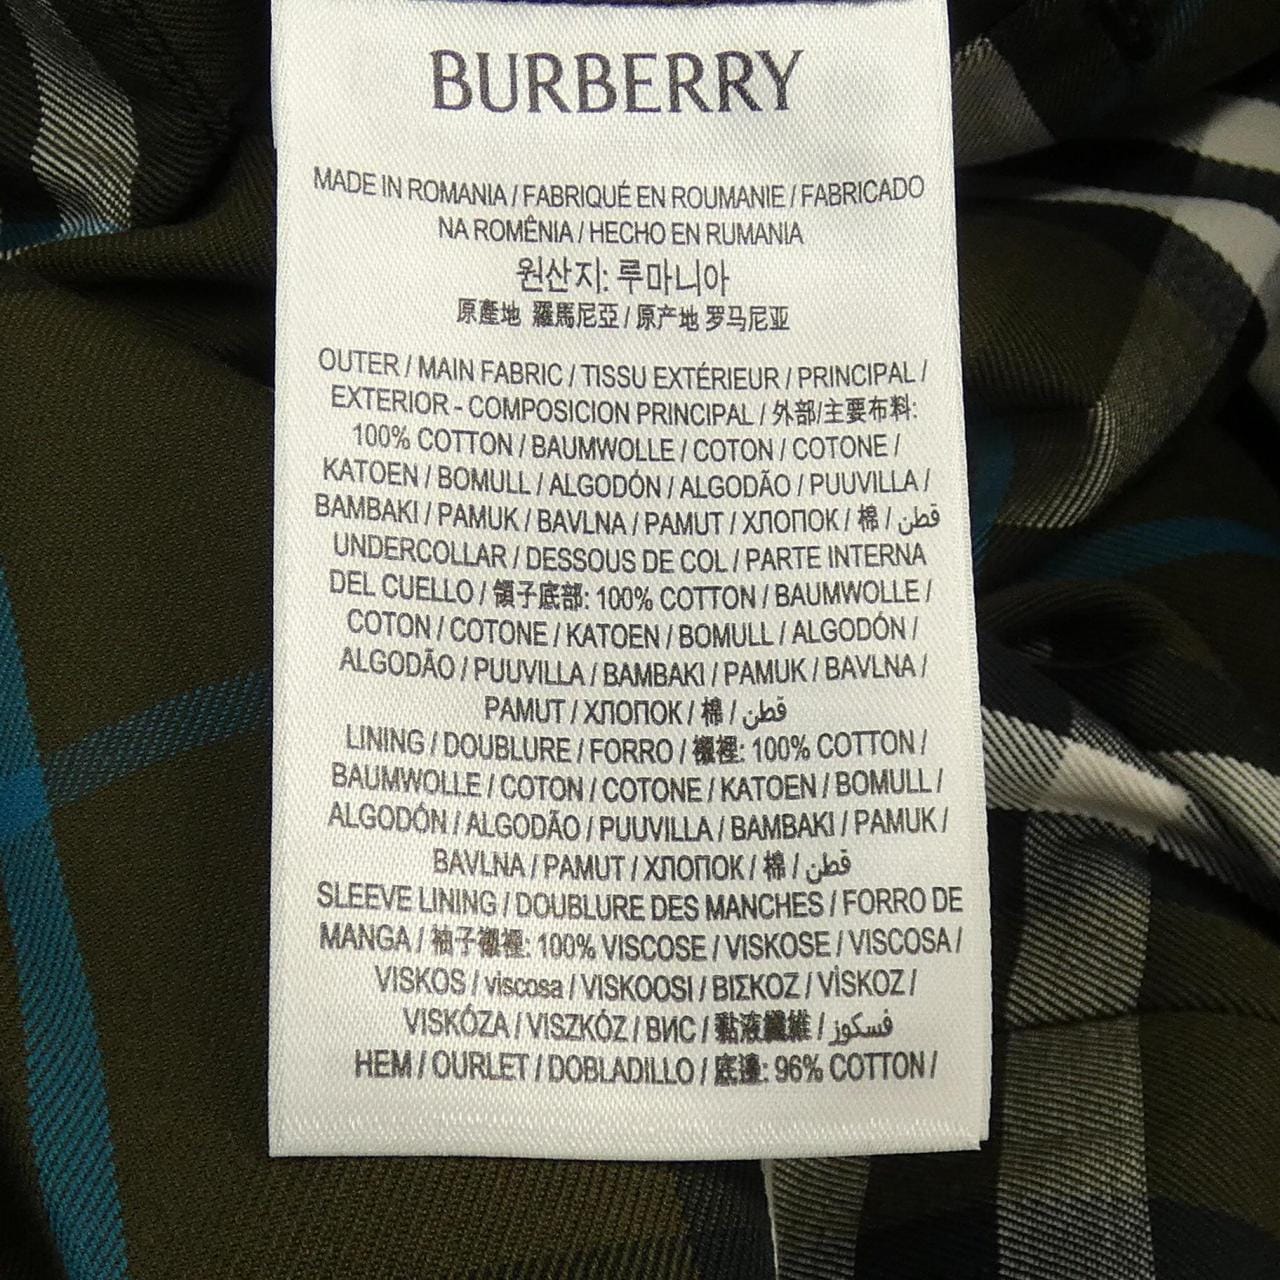 BURBERRY
MADE IN ROMANIA / FABRIQUÉ EN ROUMANIE / FABRICADO
NA ROMÊNIA / HECHO EN RUMANIA
원산지: 루마니아
原產地 羅馬尼亞 / 原产地 罗马尼亚
OUTER / MAIN FABRIC / TISSU EXTÉRIEUR / PRINCIPAL /
EXTERIOR - COMPOSICION PRINCIPAL / 外部/主要布料:
100% COTTON / BAUMWOLLE / COTON / COTONE /
KATOEN / BOMULL / ALGODÓN / ALGODÃO / PUUVILLA /
BAMBAKI / PAMUK / BAVLNA / PAMUT / ХЛОПОК / 棉 / قطن
UNDERCOLLAR / DESSOUS DE COL / PARTE INTERNA
DEL CUELLO / 領子底部: 100% COTTON / BAUMWOLLE /
COTON / COTONE / KATOEN / BOMULL / ALGODÓN /
ALGODÃO / PUUVILLA / BAMBAKI / PAMUK / BAVLNA /
PAMUT / ХЛОПОК / 棉 / قطن
LINING / DOUBLURE / FORRO / 襯裡: 100% COTTON /
BAUMWOLLE / COTON / COTONE / KATOEN / BOMULL /
ALGODÓN / ALGODÃO / PUUVILLA / BAMBAKI / PAMUK /
BAVLNA / PAMUT / ХЛОПОК / 棉 / قطن
SLEEVE LINING / DOUBLURE DES MANCHES / FORRO DE
MANGA / 袖子襯裡: 100% VISCOSE / VISKOSE / VISCOSA /
VISKOS / viscosa / VISKOOSI / ΒΙΣΚΟΖ / VİSKOZ /
VISKÓZA / VISZKÓZ / ВИС / 黏液纖維 / فسكوز
HEM / OURLET / DOBLADILLO / 底邊: 96% COTTON /